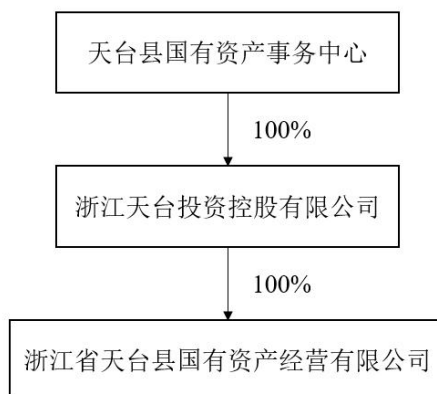 天台县国有资产事务中心
100%
浙江天台投资控股有限公司
100%
浙江省天台县国有资产经营有限公司